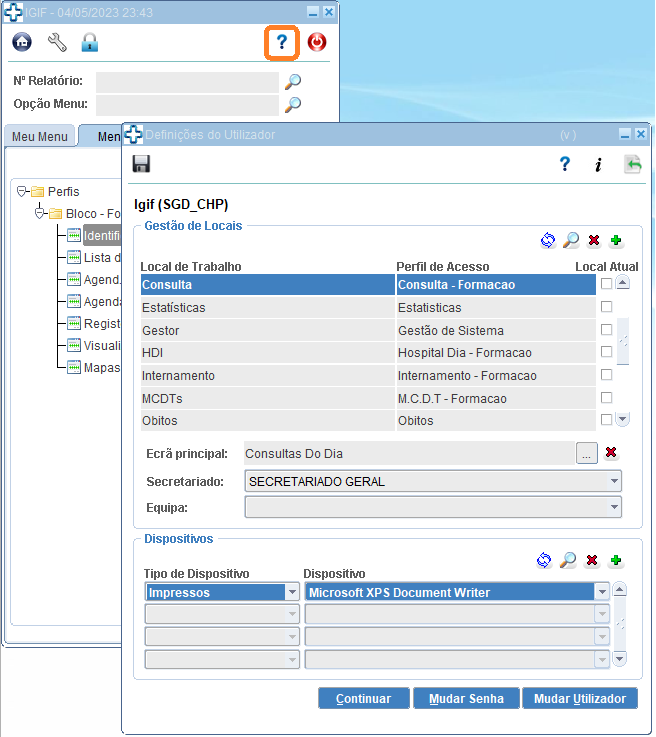 IGIF - 04/05/2023 23:43
?
Nº Relatório:
Opção Menu:
Meu Menu
Men
Perfis
Bloco - Fo
Identifi
Lista d
Agend.
Agenda
Regist
Visuali
Mapas
Definições do Utilizador
(v )
? i
Igif (SGD_CHP)
Gestão de Locais
Local de Trabalho Perfil de Acesso Local Atual
Consulta Consulta - Formacao
Estatísticas Estatisticas
Gestor Gestão de Sistema
HDI Hospital Dia - Formacao
Internamento Internamento - Formacao
MCDTs M.C.D.T - Formacao
Obitos Obitos
Ecrã principal: Consultas Do Dia ...
Secretariado: SECRETARIADO GERAL
Equipa:
Dispositivos
Tipo de Dispositivo Dispositivo
Impressos Microsoft XPS Document Writer
Continuar Mudar Senha Mudar Utilizador